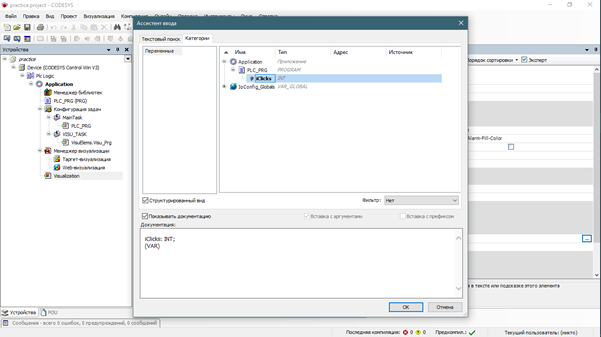 practice.project - CODESYS
Файл Правка Вид Проект Визуализация
Устройства
practice
Device (CODESYS Control Win V3)
Plc Logic
Application
Менеджер библиотек
PLC_PRG (PRG)
Конфигурация задач
MainTask
PLC_PRG
VISU_TASK
VisuElems.Visu_Prg
Менеджер визуализации
Таргет-визуализация
Web-визуализация
Visualization
Устройства POU
Сообщения - всего 0 ошибок, 0 предупреждений, 0 сообщений
Ассистент ввода
Текстовый поиск Категории
Переменные
Имя Тип Адрес Источник
Application Приложение
PLC_PRG PROGRAM
iClicks INT
IoConfig_Globals VAR_GLOBAL
Структурированный вид
Фильтр: Нет
Показывать документацию Вставка с аргументами Вставка с префиксом
Документация:
iClicks: INT;
(VAR)
ОК Отмена
порядок сортировки Эксперт
Alarm-Fill-Color
в тексте или подсказке этого элемента
Последняя компиляция: 0 0 Предкомпил.: Текущий пользователь: (никто)